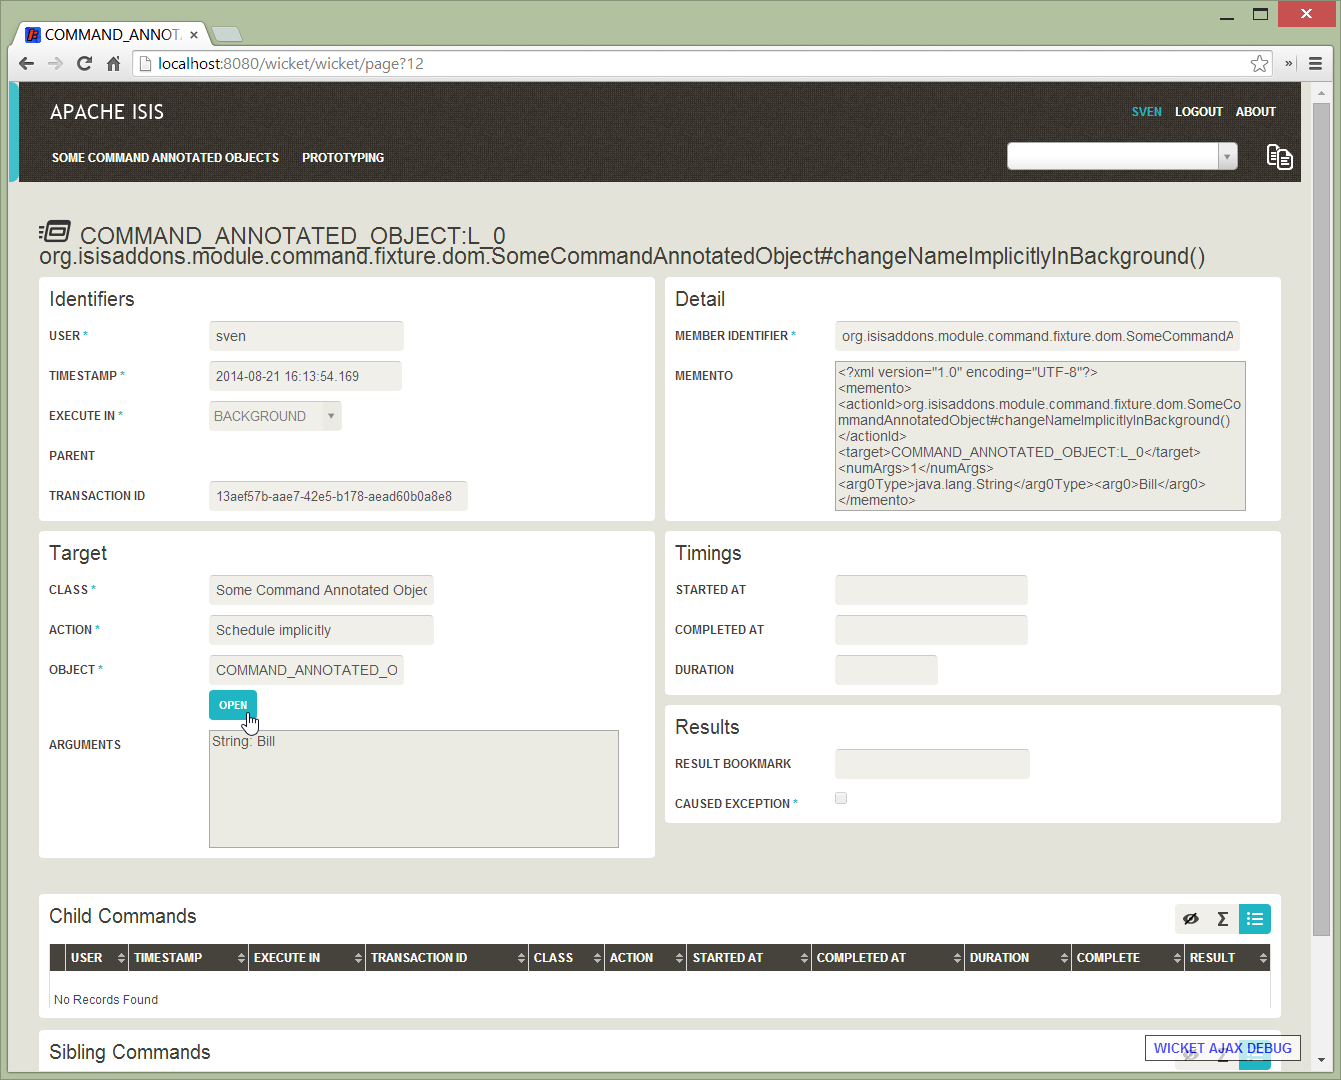 COMMAND_ANNOT
localhost:8080/wicket/wicket/page?12
»
APACHE ISIS
SVEN LOGOUT ABOUT
SOME COMMAND ANNOTATED OBJECTS PROTOTYPING
COMMAND_ANNOTATED_OBJECT:L_0
org.isisaddons.module.command.fixture.dom.SomeCommandAnnotatedObject#changeNameImplicitlyInBackground()
Identifiers
USER *
sven
TIMESTAMP *
2014-08-21 16:13:54.169
EXECUTE IN *
BACKGROUND
PARENT
TRANSACTION ID
13aef57b-aae7-42e5-b178-aead60b0a8e8
Detail
MEMBER IDENTIFIER *
org.isisaddons.module.command.fixture.dom.SomeCommandA
MEMENTO
<?xml version="1.0" encoding="UTF-8"?>
<memento>
<actionId>org.isisaddons.module.command.fixture.dom.SomeCo
mmandAnnotatedObject#changeNameImplicitlyInBackground()
</actionId>
<target>COMMAND_ANNOTATED_OBJECT:L_0</target>
<numArgs>1</numArgs>
<arg0Type>java.lang.String</arg0Type><arg0>Bill</arg0>
</memento>
Target
CLASS *
Some Command Annotated Objec
ACTION *
Schedule implicitly
OBJECT *
COMMAND_ANNOTATED_O
OPEN
ARGUMENTS
String: Bill
Timings
STARTED AT
COMPLETED AT
DURATION
Results
RESULT BOOKMARK
CAUSED EXCEPTION *
Child Commands
Σ
USER TIMESTAMP EXECUTE IN TRANSACTION ID CLASS ACTION STARTED AT COMPLETED AT DURATION COMPLETE RESULT
No Records Found
Sibling Commands
WICKET AJAX DEBUG